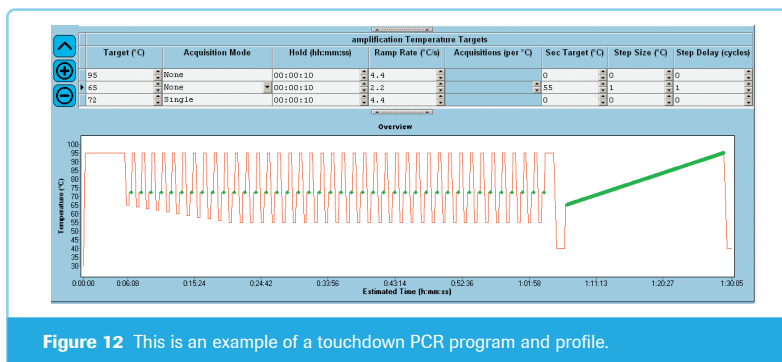 amplification Temperature Targets
Target (°C) Acquisition Mode Hold (hh:mm:ss) Ramp Rate (°C/s) Acquisitions (per °C) Sec Target (°C) Step Size (°C) Step Delay (cycles)
95 None 00:00:10 4.4 0 0 0
65 None 00:00:10 2.2 55 1 1
72 Single 00:00:10 4.4 0 0 0
Overview
Temperature (°C)
100
95
90
85
80
75
70
65
60
55
50
45
40
35
30
0:00:00 0:06:08 0:15:24 0:24:42 0:33:56 0:43:14 0:52:36 1:01:58 1:11:13 1:20:27 1:30:05
Estimated Time (h:mm:ss)
Figure 12 This is an example of a touchdown PCR program and profile.